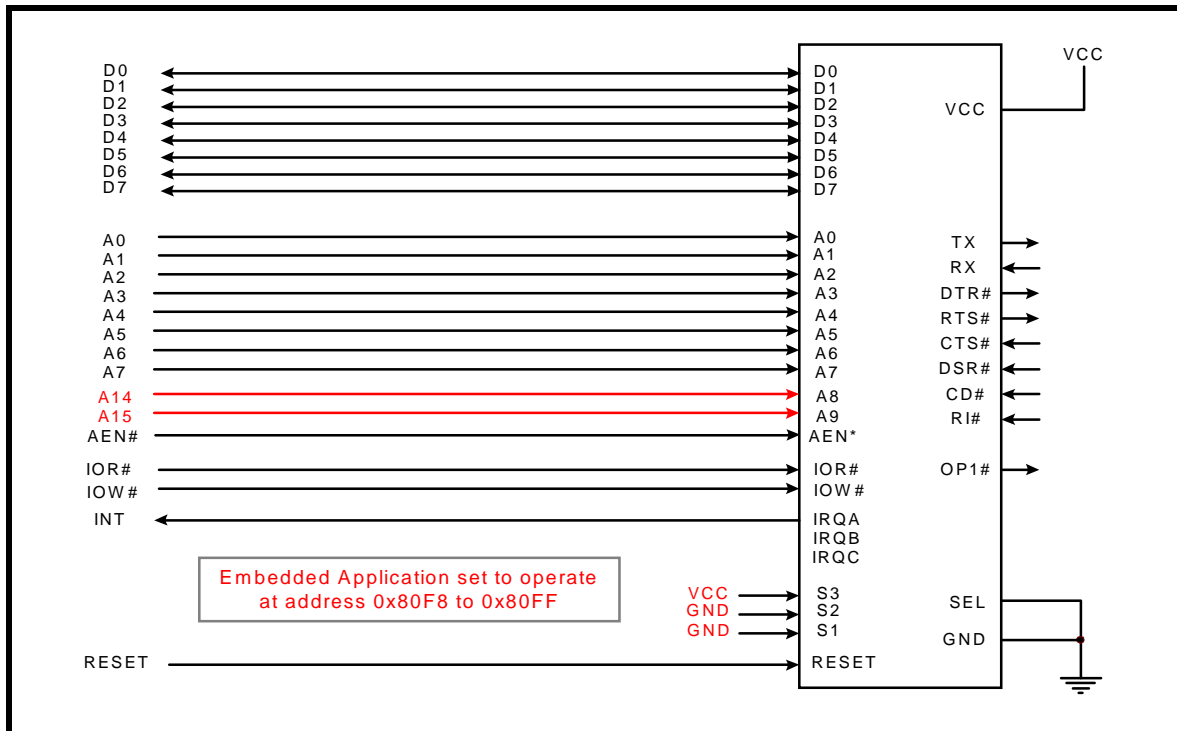 VCC
D0 D0
D1 D1
D2 D2
D3 D3
D4 D4
D5 D5
D6 D6
D7 D7
VCC
A0 A0
A1 A1
A2 A2
A3 A3
A4 A4
A5 A5
A6 A6
A7 A7
A14 A8
A15 A9
AEN# AEN*
IOR# IOR#
IOW# IOW#
INT IRQA
IRQB
IRQC
TX
RX
DTR#
RTS#
CTS#
DSR#
CD#
RI#
OP1#
Embedded Application set to operate
at address 0x80F8 to 0x80FF
VCC S3
GND S2
GND S1
SEL
GND
RESET RESET